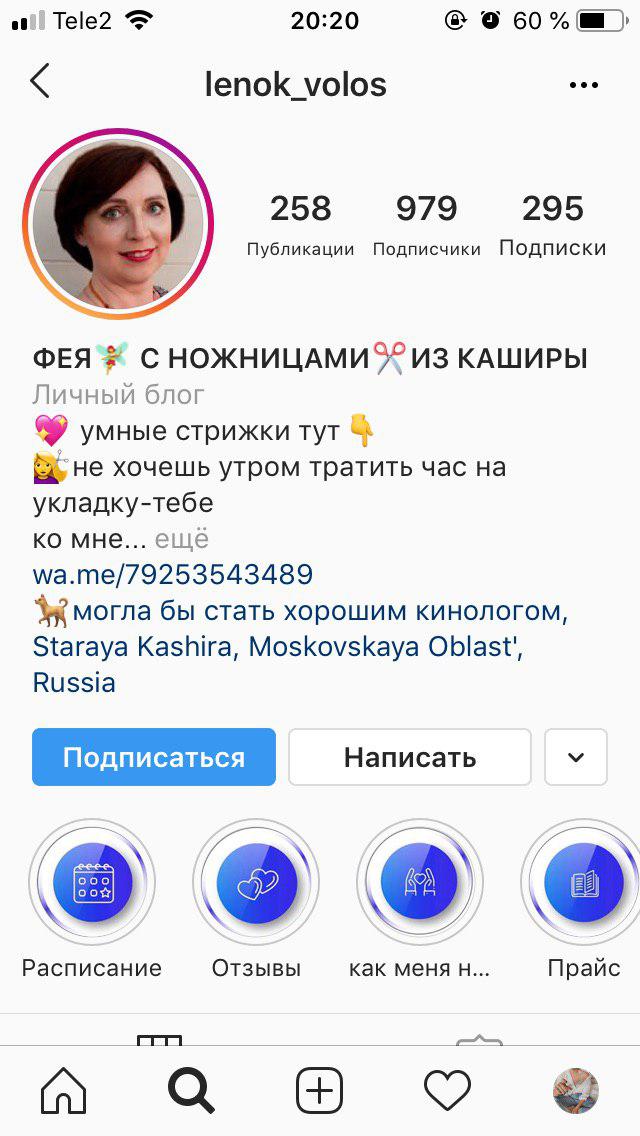 Tele2 20:20 60 %
lenok_volos
258 979 295
Публикации Подписчики Подписки
ФЕЯ🧚 С НОЖНИЦАМИ✂️ИЗ КАШИРЫ
Личный блог
💖 умные стрижки тут 👇
💇‍♀️не хочешь утром тратить час на
укладку-тебе
ко мне... ещё
wa.me/79253543489
🐕могла бы стать хорошим кинологом,
Staraya Kashira, Moskovskaya Oblast',
Russia
Подписаться Написать
Расписание Отзывы как меня н... Прайс